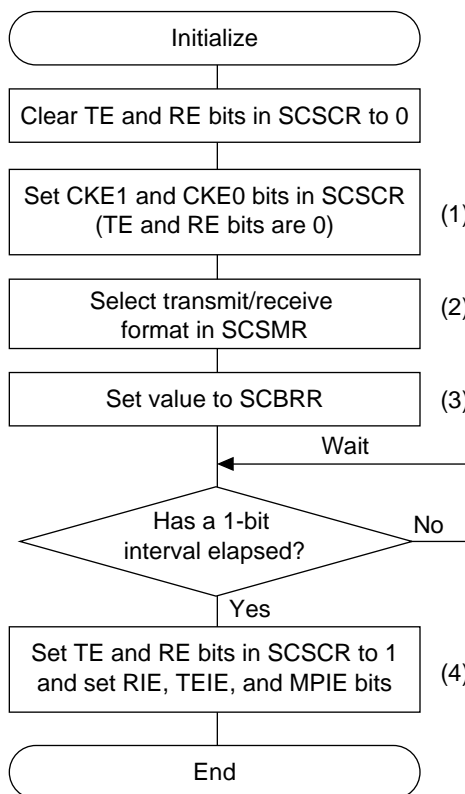 Initialize
Clear TE and RE bits in SCSCR to 0
Set CKE1 and CKE0 bits in SCSCR
(TE and RE bits are 0)
(1)
Select transmit/receive
format in SCSMR
(2)
Set value to SCBRR
(3)
Wait
Has a 1-bit
interval elapsed?
No
Yes
Set TE and RE bits in SCSCR to 1
and set RIE, TEIE, and MPIE bits
(4)
End